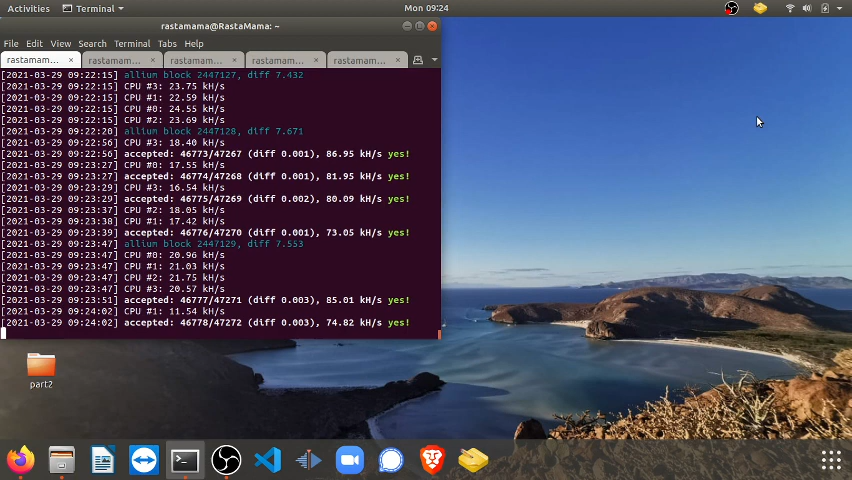 Activities
Terminal
Mon 09:24
rastamama@RastaMama: ~
File Edit View Search Terminal Tabs Help
rastamam... × rastamam... × rastamam... × rastamam... × rastamam... ×
[2021-03-29 09:22:15] allium block 2447127, diff 7.432
[2021-03-29 09:22:15] CPU #3: 23.75 kH/s
[2021-03-29 09:22:15] CPU #1: 22.59 kH/s
[2021-03-29 09:22:15] CPU #0: 24.55 kH/s
[2021-03-29 09:22:15] CPU #2: 23.69 kH/s
[2021-03-29 09:22:20] allium block 2447128, diff 7.671
[2021-03-29 09:22:56] CPU #3: 18.40 kH/s
[2021-03-29 09:22:56] accepted: 46773/47267 (diff 0.001), 86.95 kH/s yes!
[2021-03-29 09:23:27] CPU #0: 17.55 kH/s
[2021-03-29 09:23:27] accepted: 46774/47268 (diff 0.001), 81.95 kH/s yes!
[2021-03-29 09:23:29] CPU #3: 16.54 kH/s
[2021-03-29 09:23:29] accepted: 46775/47269 (diff 0.002), 80.09 kH/s yes!
[2021-03-29 09:23:37] CPU #2: 18.05 kH/s
[2021-03-29 09:23:38] CPU #1: 17.42 kH/s
[2021-03-29 09:23:39] accepted: 46776/47270 (diff 0.001), 73.05 kH/s yes!
[2021-03-29 09:23:47] allium block 2447129, diff 7.553
[2021-03-29 09:23:47] CPU #0: 20.96 kH/s
[2021-03-29 09:23:47] CPU #1: 21.03 kH/s
[2021-03-29 09:23:47] CPU #2: 21.75 kH/s
[2021-03-29 09:23:47] CPU #3: 20.57 kH/s
[2021-03-29 09:23:51] accepted: 46777/47271 (diff 0.003), 85.01 kH/s yes!
[2021-03-29 09:24:02] CPU #1: 11.54 kH/s
[2021-03-29 09:24:02] accepted: 46778/47272 (diff 0.003), 74.82 kH/s yes!
part2